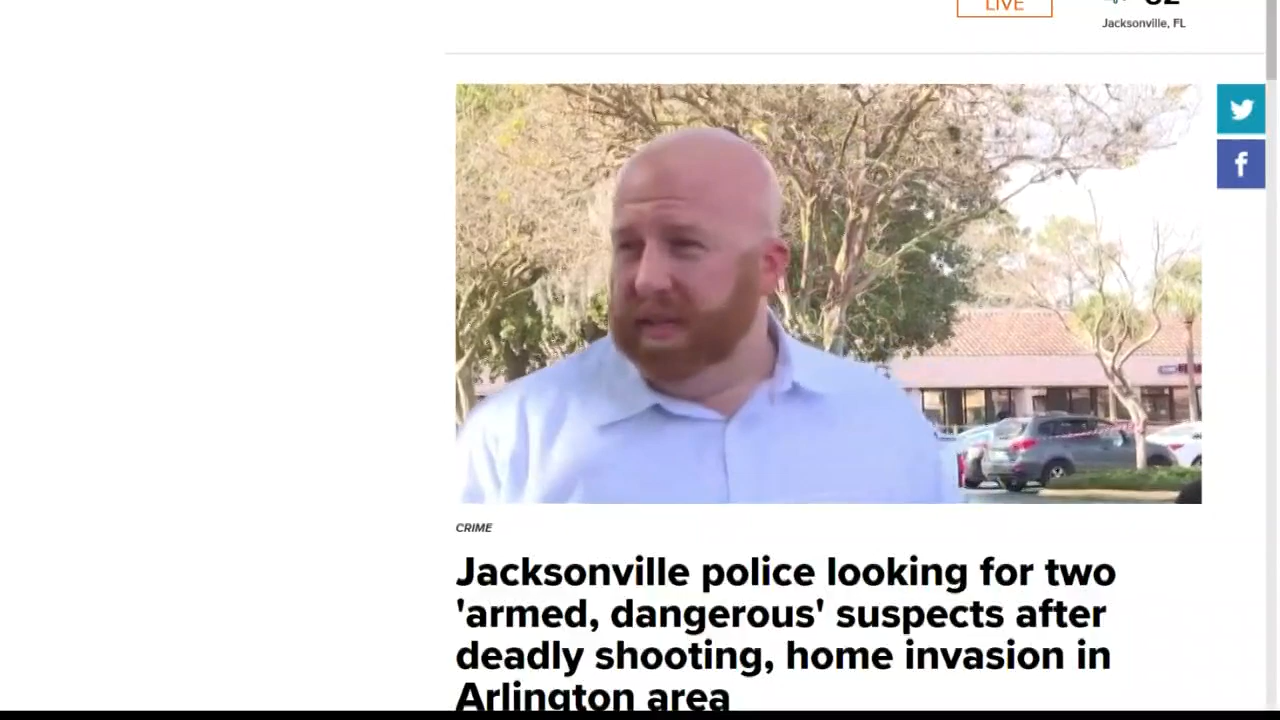 LIVE
Jacksonville, FL
CRIME
Jacksonville police looking for two
'armed, dangerous' suspects after
deadly shooting, home invasion in
Arlington area